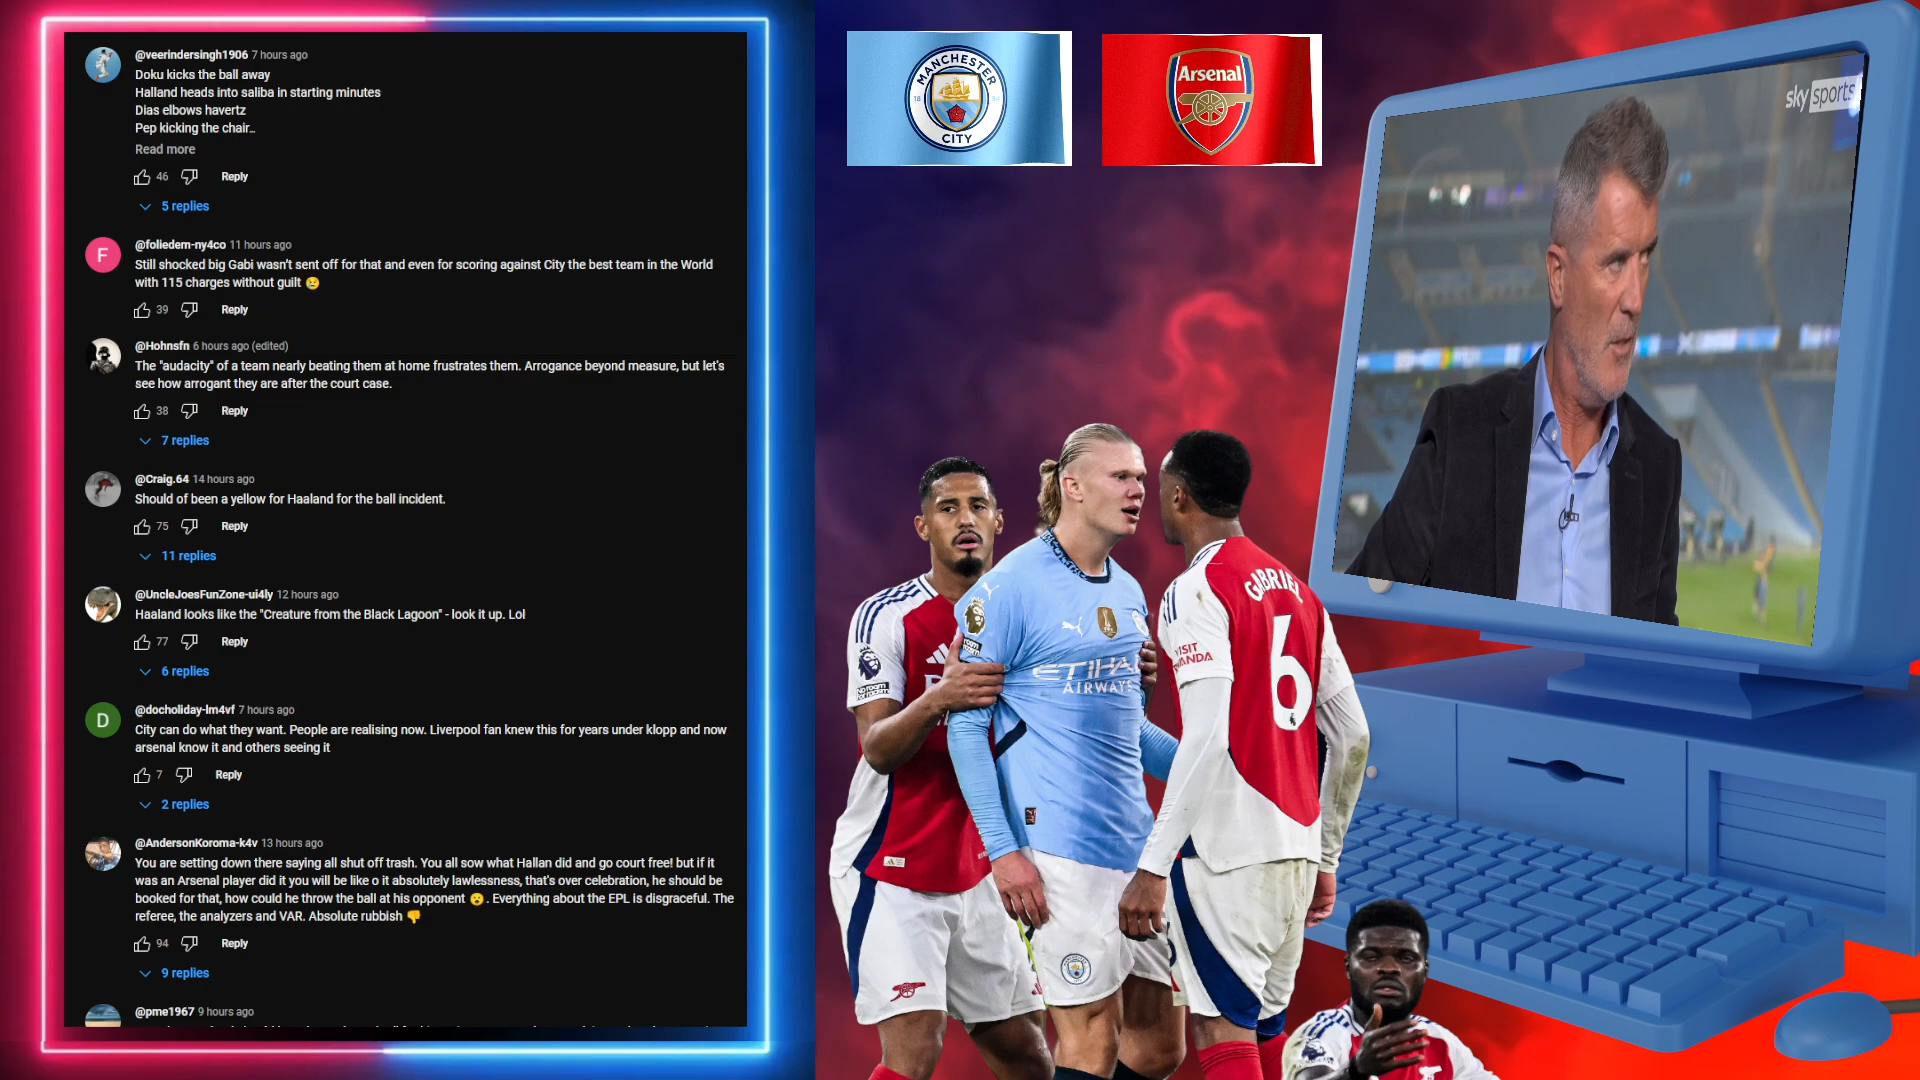 @veerindersingh1906 7 hours ago
Doku kicks the ball away
Halland heads into saliba in starting minutes
Dias elbows havertz
Pep kicking the chair...
Read more
46 Reply
5 replies
F
@foliedem-ny4co 11 hours ago
Still shocked big Gabi wasn't sent off for that and even for scoring against City the best team in the World
with 115 charges without guilt 😢
39 Reply
@Hohnsfn 6 hours ago (edited)
The "audacity" of a team nearly beating them at home frustrates them. Arrogance beyond measure, but let's
see how arrogant they are after the court case.
38 Reply
7 replies
@Craig.64 14 hours ago
Should of been a yellow for Haaland for the ball incident.
75 Reply
11 replies
@UncleJoesFunZone-ui4ly 12 hours ago
Haaland looks like the "Creature from the Black Lagoon" - look it up. Lol
77 Reply
6 replies
D
@docholiday-lm4vf 7 hours ago
City can do what they want. People are realising now. Liverpool fan knew this for years under klopp and now
arsenal know it and others seeing it
7 Reply
2 replies
@AndersonKoroma-k4v 13 hours ago
You are setting down there saying all shut off trash. You all sow what Hallan did and go court free! but if it
was an Arsenal player did it you will be like o it absolutely lawlessness, that's over celebration, he should be
booked for that, how could he throw the ball at his opponent 😮. Everything about the EPL is disgraceful. The
referee, the analyzers and VAR. Absolute rubbish 👎
94 Reply
9 replies
@pme1967 9 hours ago
MANCHESTER
18 94
CITY
Arsenal
sky sports
GABRIEL
6
VISIT
ETIHA
AIRWAYS